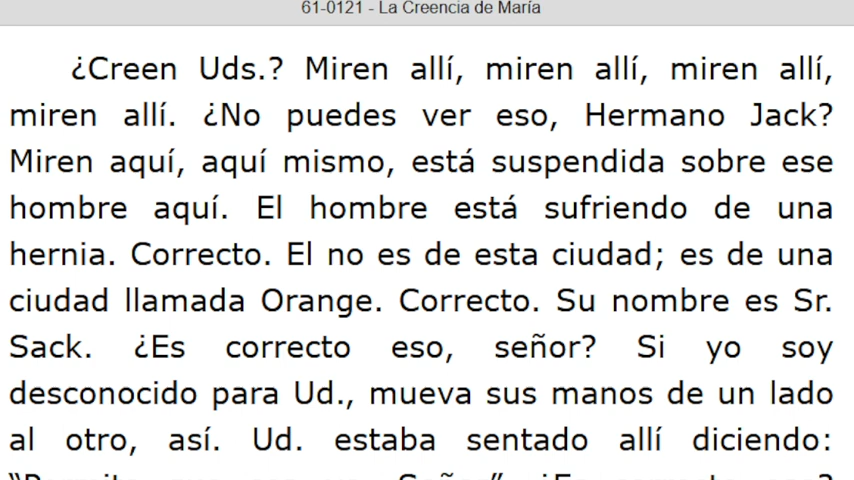 61-0121 - La Creencia de María
¿Creen Uds.? Miren allí, miren allí, miren allí,
miren allí. ¿No puedes ver eso, Hermano Jack?
Miren aquí, aquí mismo, está suspendida sobre ese
hombre aquí. El hombre está sufriendo de una
hernia. Correcto. El no es de esta ciudad; es de una
ciudad llamada Orange. Correcto. Su nombre es Sr.
Sack. ¿Es correcto eso, señor? Si yo soy
desconocido para Ud., mueva sus manos de un lado
al otro, así. Ud. estaba sentado allí diciendo: